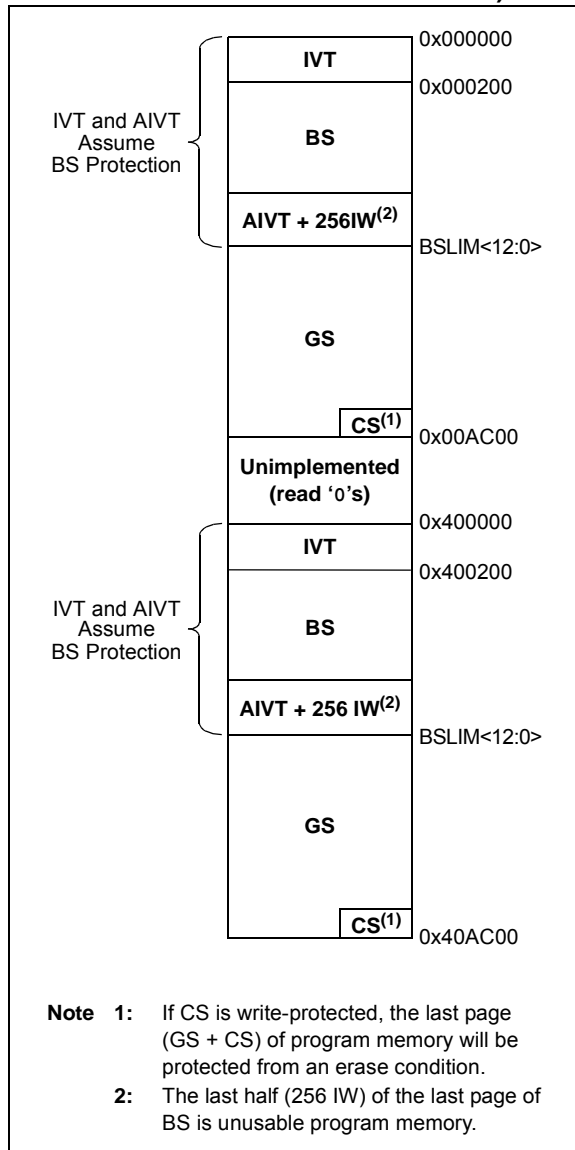 0x000000
IVT
0x000200
IVT and AIVT
Assume
BS Protection
BS
AIVT + 256IW(2)
BSLIM<12:0>
GS
CS(1)
0x00AC00
Unimplemented
(read ‘0’s)
0x400000
IVT
0x400200
IVT and AIVT
Assume
BS Protection
BS
AIVT + 256 IW(2)
BSLIM<12:0>
GS
CS(1)
0x40AC00
Note 1: If CS is write-protected, the last page
(GS + CS) of program memory will be
protected from an erase condition.
2: The last half (256 IW) of the last page of
BS is unusable program memory.